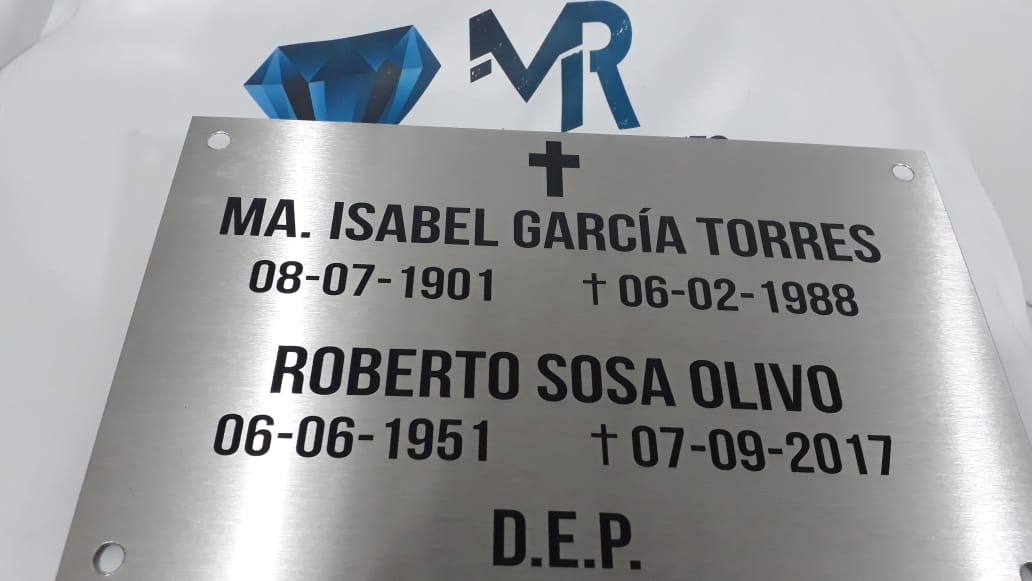 MR
MA. ISABEL GARCÍA TORRES
08-07-1901 †06-02-1988
ROBERTO SOSA OLIVO
06-06-1951 †07-09-2017
D.E.P.